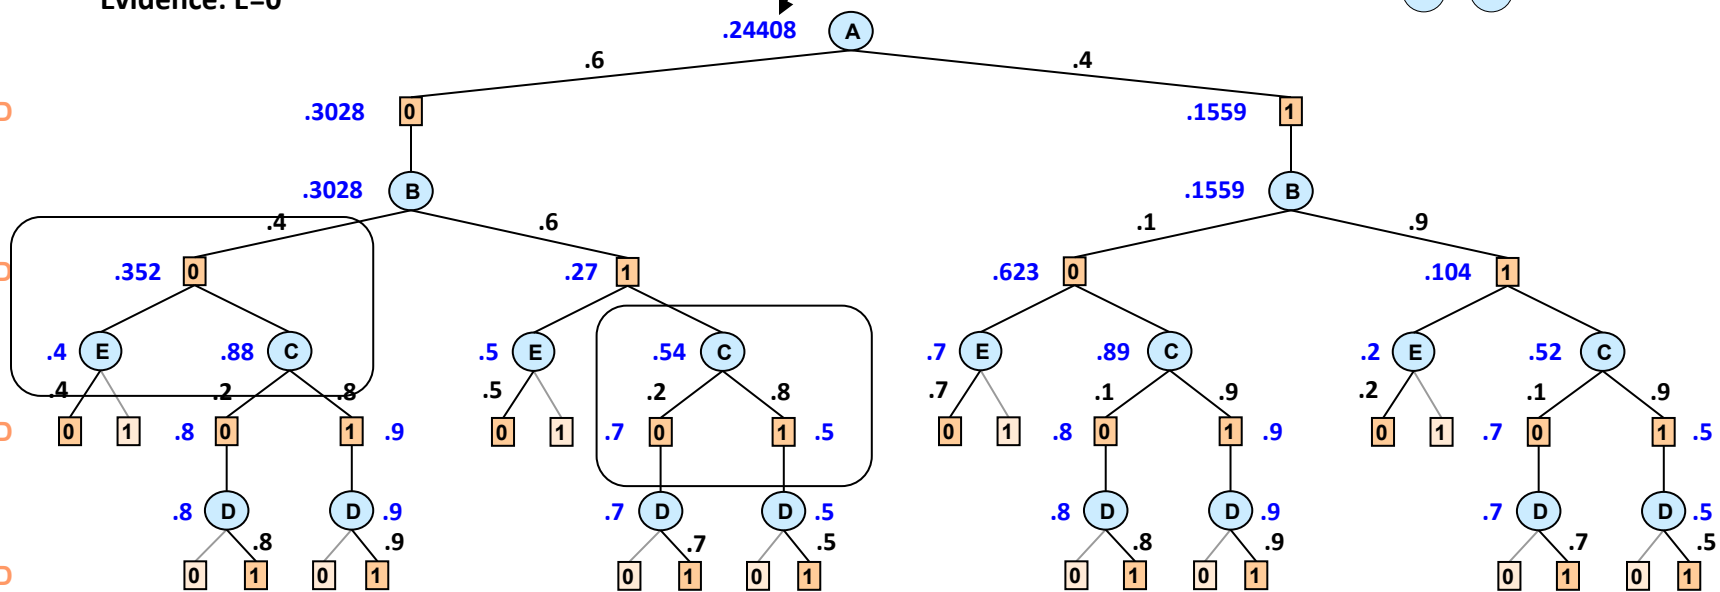 Evidence: E=0
.24408 A
.6 .4
.3028 0 .1559 1
.3028 B .1559 B
.4 .6 .1 .9
.352 0 .27 1 .623 0 .104 1
.4 E .88 C .5 E .54 C .7 E .89 C .2 E .52 C
.4 .2 .8 .5 .2 .8 .7 .1 .9 .2 .1 .9
0 1 .8 0 1 .9 0 1 .7 0 1 .5 0 1 .8 0 1 .9 0 1 .7 0 1 .5
.8 D D .9 .7 D D .5 .8 D D .9 .7 D D .5
.8 .9 .7 .5 .8 .9 .7 .5
0 1 0 1 0 1 0 1 0 1 0 1 0 1 0 1